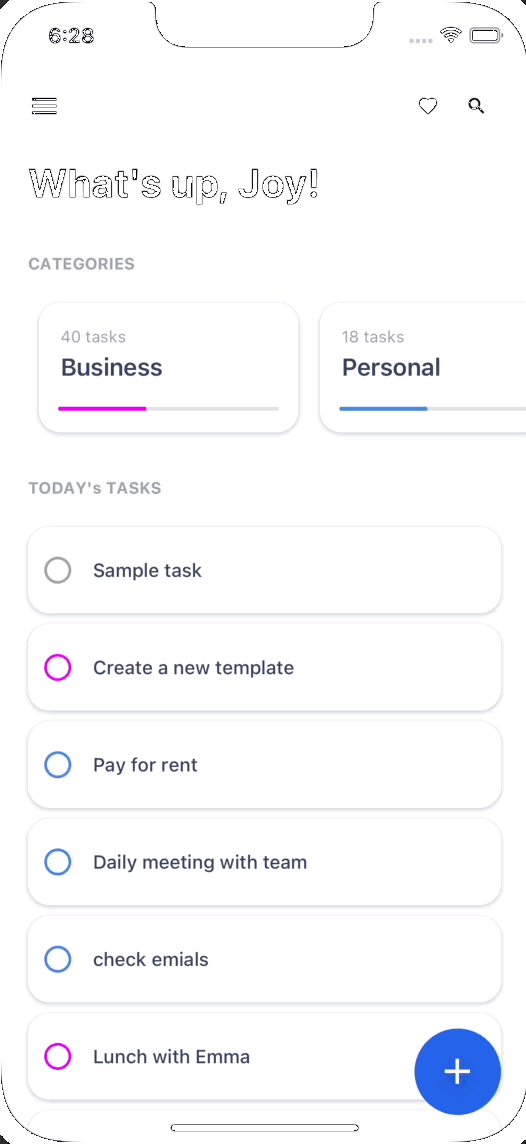 6:28
What's up, Joy!
CATEGORIES
40 tasks
18 tasks
Business
Personal
TODAY's TASKS
Sample task
Create a new template
Pay for rent
Daily meeting with team
check emials
Lunch with Emma